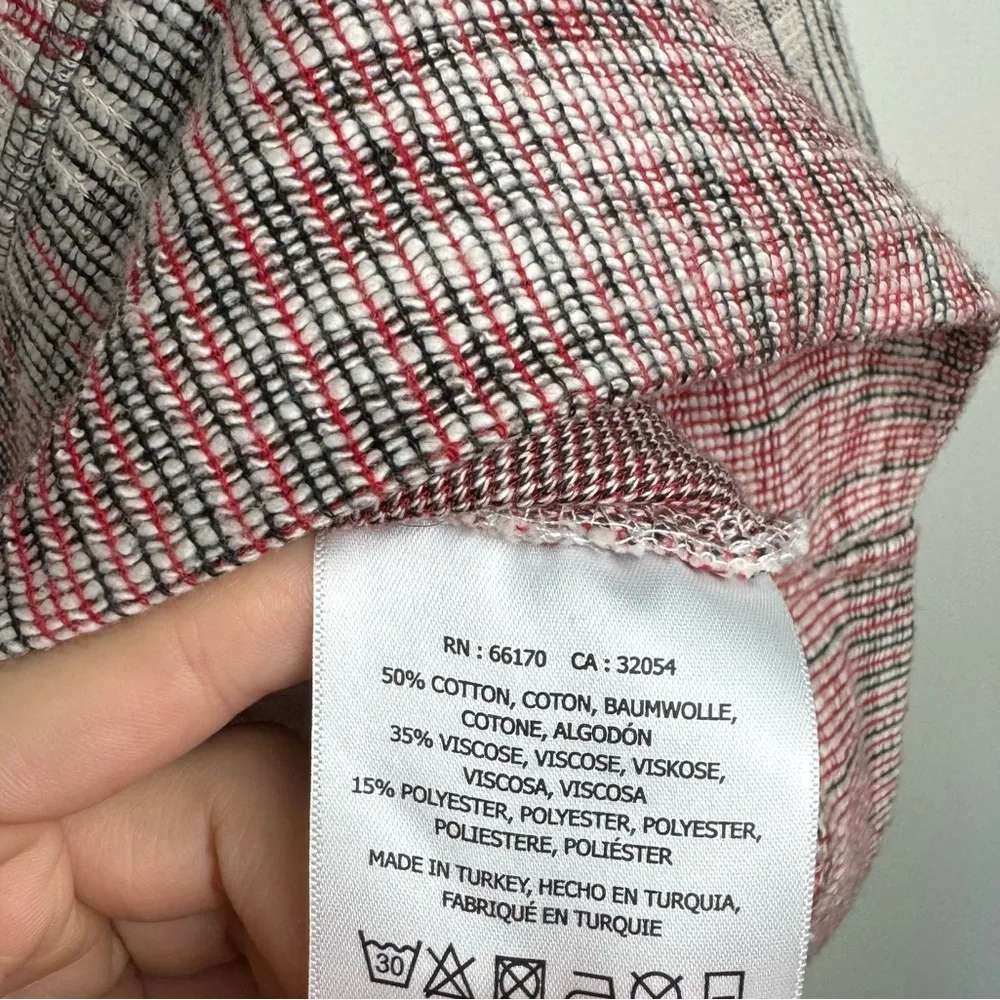 RN : 66170 CA : 32054
50% COTTON, COTON, BAUMWOLLE,
COTONE, ALGODÓN
35% VISCOSE, VISCOSE, VISKOSE,
VISCOSA, VISCOSA
15% POLYESTER, POLYESTER, POLYESTER,
POLIESTERE, POLIÉSTER
MADE IN TURKEY, HECHO EN TURQUIA,
FABRIQUÉ EN TURQUIE
30